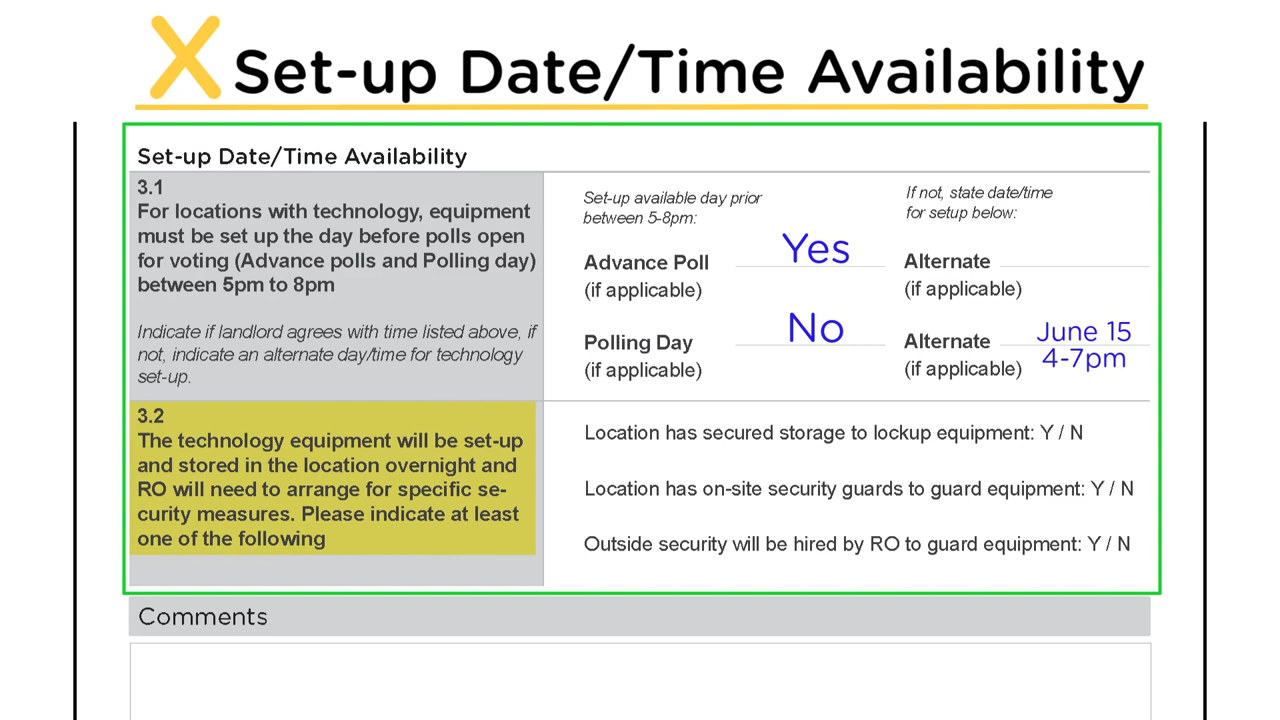 X Set-up Date/Time Availability
Set-up Date/Time Availability
3.1
For locations with technology, equipment
must be set up the day before polls open
for voting (Advance polls and Polling day)
between 5pm to 8pm
Indicate if landlord agrees with time listed above, if
not, indicate an alternate day/time for technology
set-up.
Set-up available day prior
between 5-8pm:
If not, state date/time
for setup below:
Advance Poll Yes Alternate
(if applicable) (if applicable)
Polling Day No Alternate June 15
(if applicable) (if applicable) 4-7pm
3.2
The technology equipment will be set-up
and stored in the location overnight and
RO will need to arrange for specific se-
curity measures. Please indicate at least
one of the following
Location has secured storage to lockup equipment: Y / N
Location has on-site security guards to guard equipment: Y / N
Outside security will be hired by RO to guard equipment: Y / N
Comments